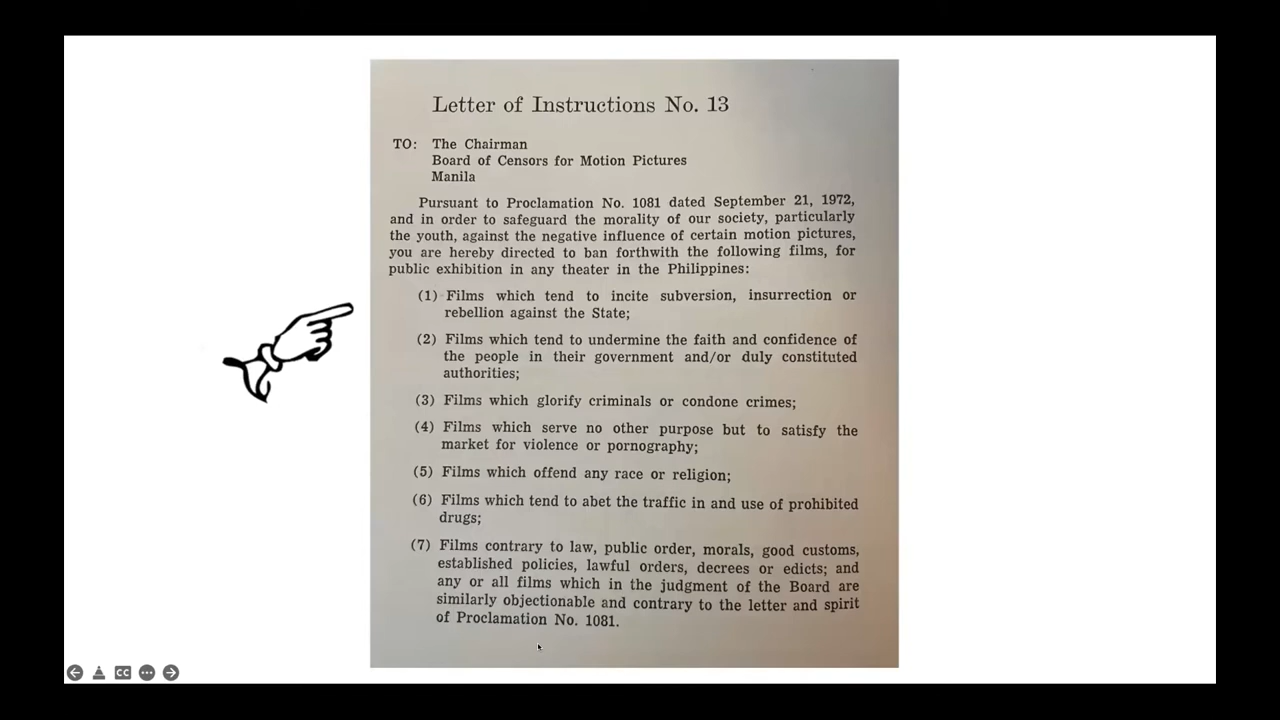 Letter of Instructions No. 13
TO: The Chairman
Board of Censors for Motion Pictures
Manila
Pursuant to Proclamation No. 1081 dated September 21, 1972,
and in order to safeguard the morality of our society, particularly
the youth, against the negative influence of certain motion pictures,
you are hereby directed to ban forthwith the following films, for
public exhibition in any theater in the Philippines:
(1) Films which tend to incite subversion, insurrection or
rebellion against the State;
(2) Films which tend to undermine the faith and confidence of
the people in their government and/or duly constituted
authorities;
(3) Films which glorify criminals or condone crimes;
(4) Films which serve no other purpose but to satisfy the
market for violence or pornography;
(5) Films which offend any race or religion;
(6) Films which tend to abet the traffic in and use of prohibited
drugs;
(7) Films contrary to law, public order, morals, good customs,
established policies, lawful orders, decrees or edicts; and
any or all films which in the judgment of the Board are
similarly objectionable and contrary to the letter and spirit
of Proclamation No. 1081.
CC